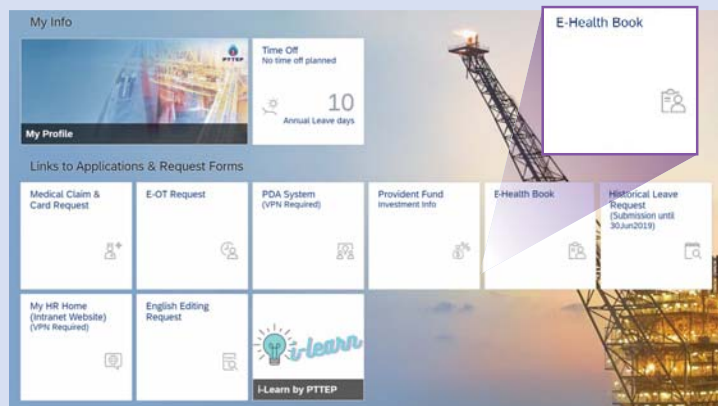 My Info
E-Health Book
PTTEP
Time Off
No time off planned
10
Annual Leave days
My Profile
Links to Applications & Request Forms
Medical Claim &
Card Request
E-OT Request
PDA System
(VPN Required)
Provident Fund
Investment Info
E-Health Book
Historical Leave
Request
(Submission until
30Jun2019)
My HR Home
(Intranet Website)
(VPN Required)
English Editing
Request
i-learn
i-Learn by PTTEP